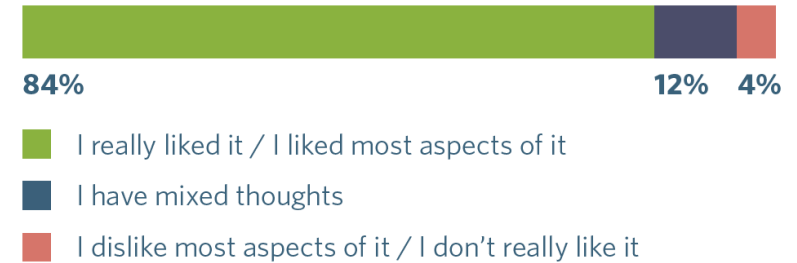 84% 12% 4%
I really liked it / I liked most aspects of it
I have mixed thoughts
I dislike most aspects of it / I don’t really like it